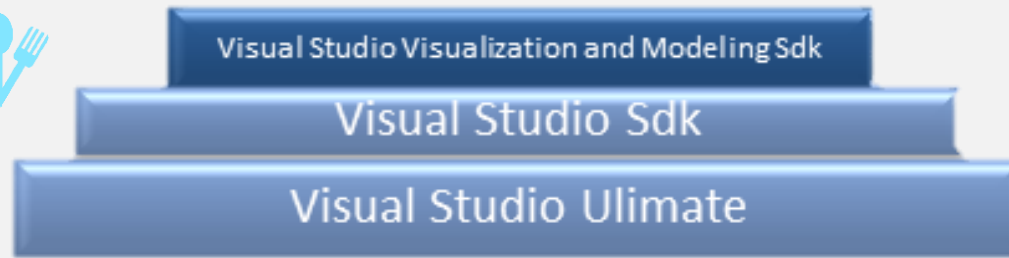 Visual Studio Visualization and Modeling Sdk
Visual Studio Sdk
Visual Studio Ulimate